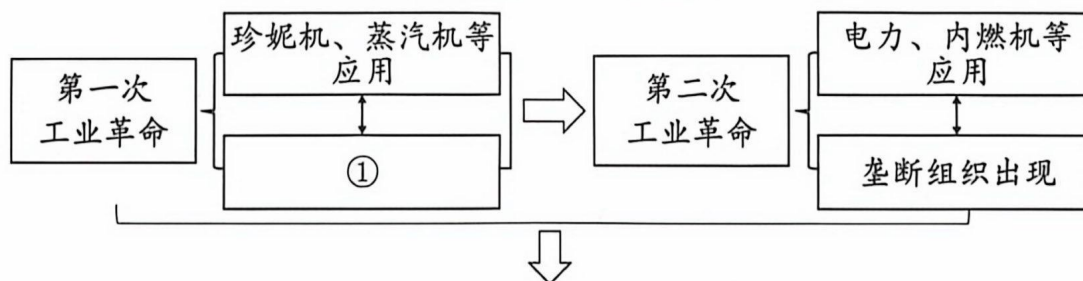 第一次
工业革命
珍妮机、蒸汽机等
应用
①
第二次
工业革命
电力、内燃机等
应用
垄断组织出现